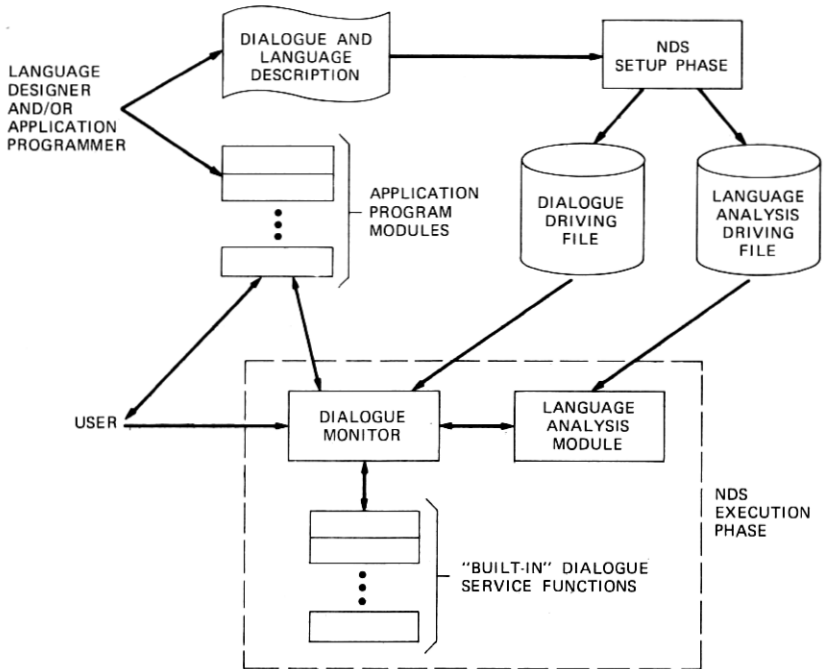 DIALOGUE AND
LANGUAGE
DESCRIPTION
NDS
SETUP PHASE
LANGUAGE
DESIGNER
AND/OR
APPLICATION
PROGRAMMER
APPLICATION
PROGRAM
MODULES
DIALOGUE
DRIVING
FILE
LANGUAGE
ANALYSIS
DRIVING
FILE
USER
DIALOGUE
MONITOR
LANGUAGE
ANALYSIS
MODULE
NDS
EXECUTION
PHASE
"BUILT-IN" DIALOGUE
SERVICE FUNCTIONS